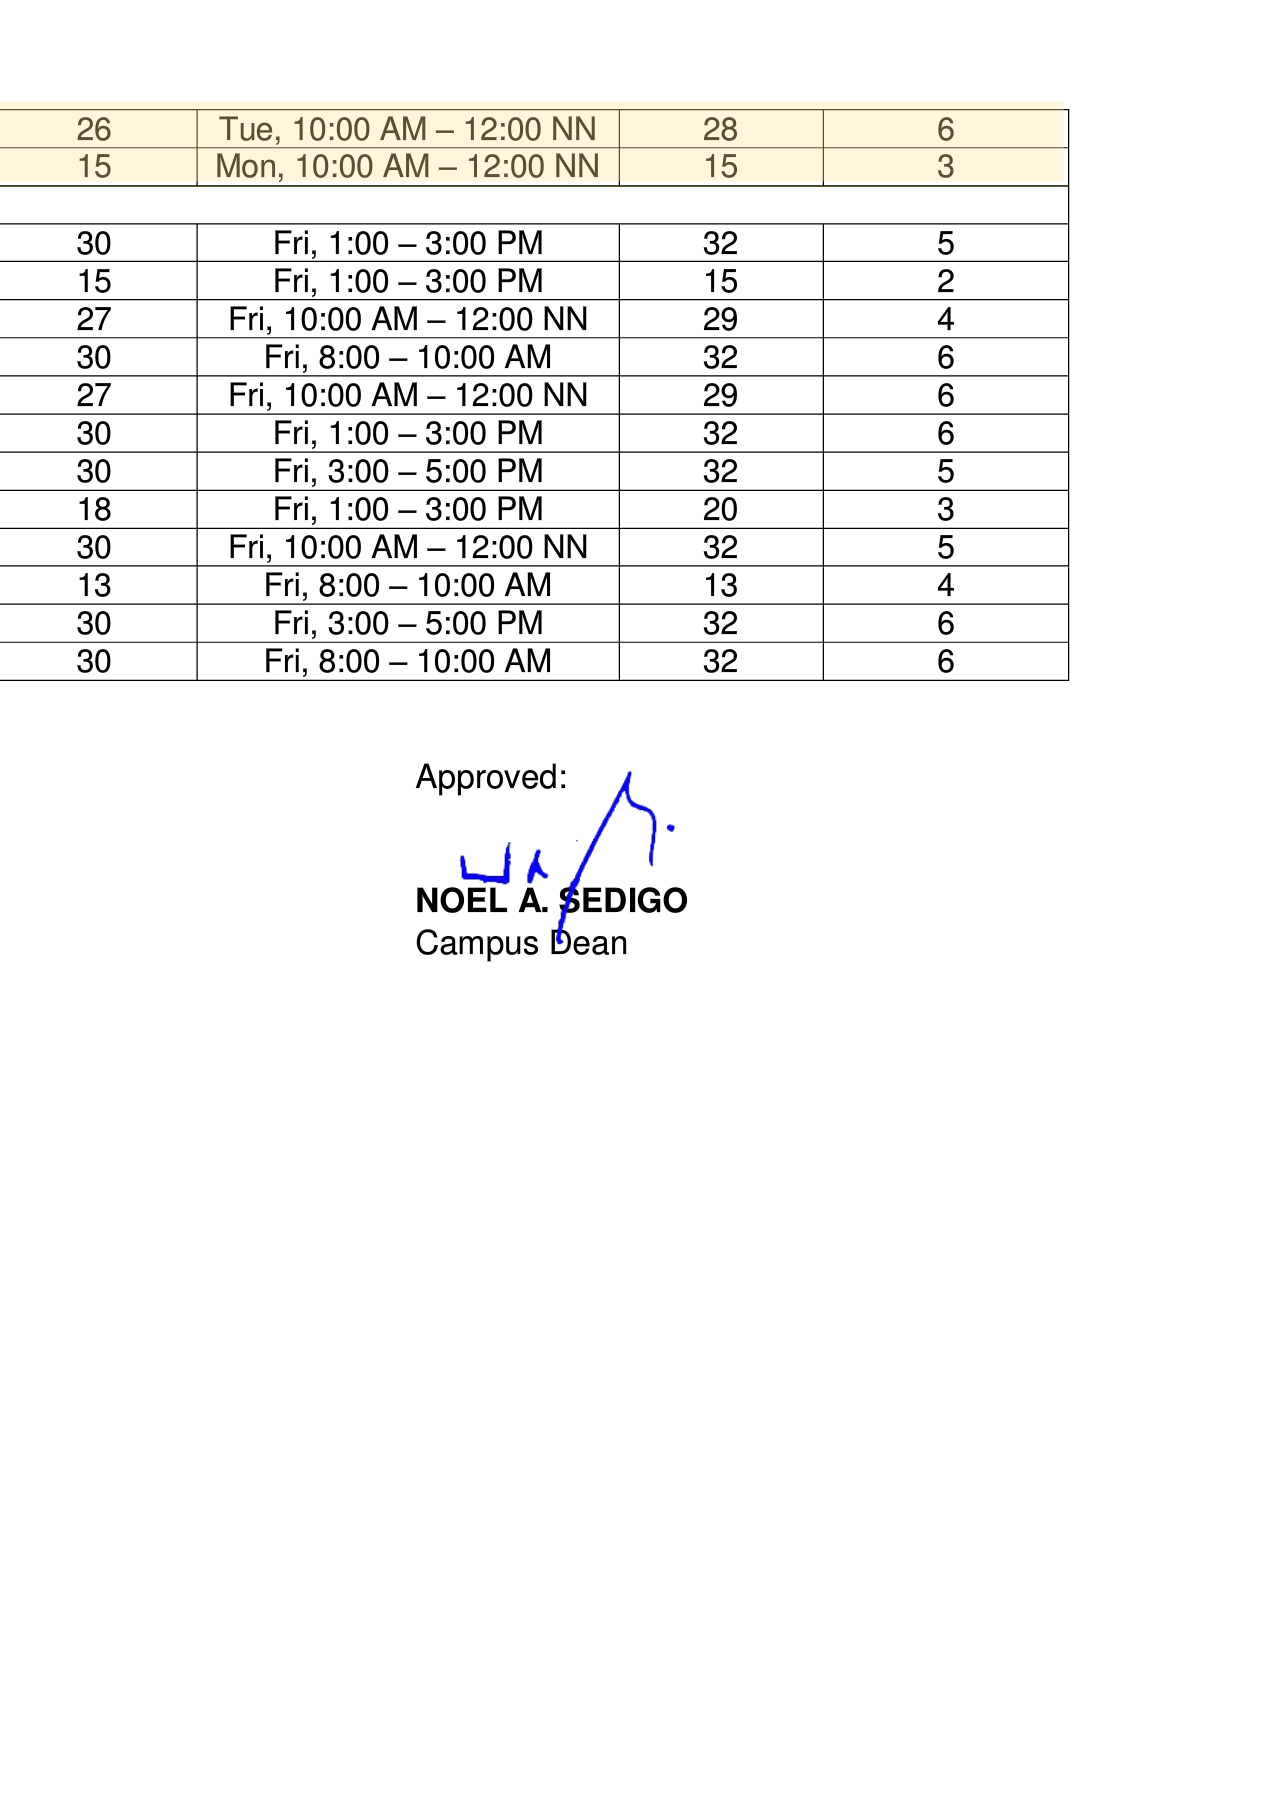 26 Tue, 10:00 AM – 12:00 NN 28 6
15 Mon, 10:00 AM – 12:00 NN 15 3
30 Fri, 1:00 – 3:00 PM 32 5
15 Fri, 1:00 – 3:00 PM 15 2
27 Fri, 10:00 AM – 12:00 NN 29 4
30 Fri, 8:00 – 10:00 AM 32 6
27 Fri, 10:00 AM – 12:00 NN 29 6
30 Fri, 1:00 – 3:00 PM 32 6
30 Fri, 3:00 – 5:00 PM 32 5
18 Fri, 1:00 – 3:00 PM 20 3
30 Fri, 10:00 AM – 12:00 NN 32 5
13 Fri, 8:00 – 10:00 AM 13 4
30 Fri, 3:00 – 5:00 PM 32 6
30 Fri, 8:00 – 10:00 AM 32 6
Approved:
NOEL A. SEDIGO
Campus Dean